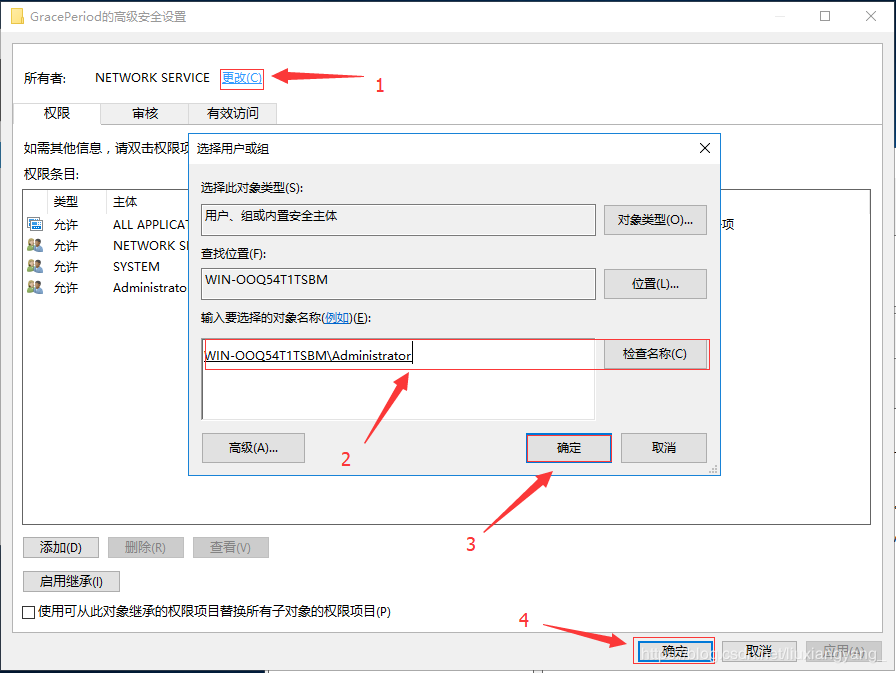 GracePeriod的高级安全设置
所有者: NETWORK SERVICE 更改(C)
1
权限 审核 有效访问
如需其他信息，请双击权限项
项
权限条目:
类型 主体
允许 ALL APPLICAT
允许 NETWORK SE
允许 SYSTEM
允许 Administrato
选择用户或组
选择此对象类型(S):
用户、组或内置安全主体 对象类型(O)...
查找位置(F):
WIN-OOQ54T1TSBM 位置(L)...
输入要选择的对象名称(例如)(E):
WIN-OOQ54T1TSBM\Administrator 检查名称(C)
2
高级(A)... 确定 取消
3
添加(D) 删除(R) 查看(V)
启用继承(I)
使用可从此对象继承的权限项目替换所有子对象的权限项目(P)
4
确定 取消 应用(A)
https://blog.csdn.net/liuxiangyang_